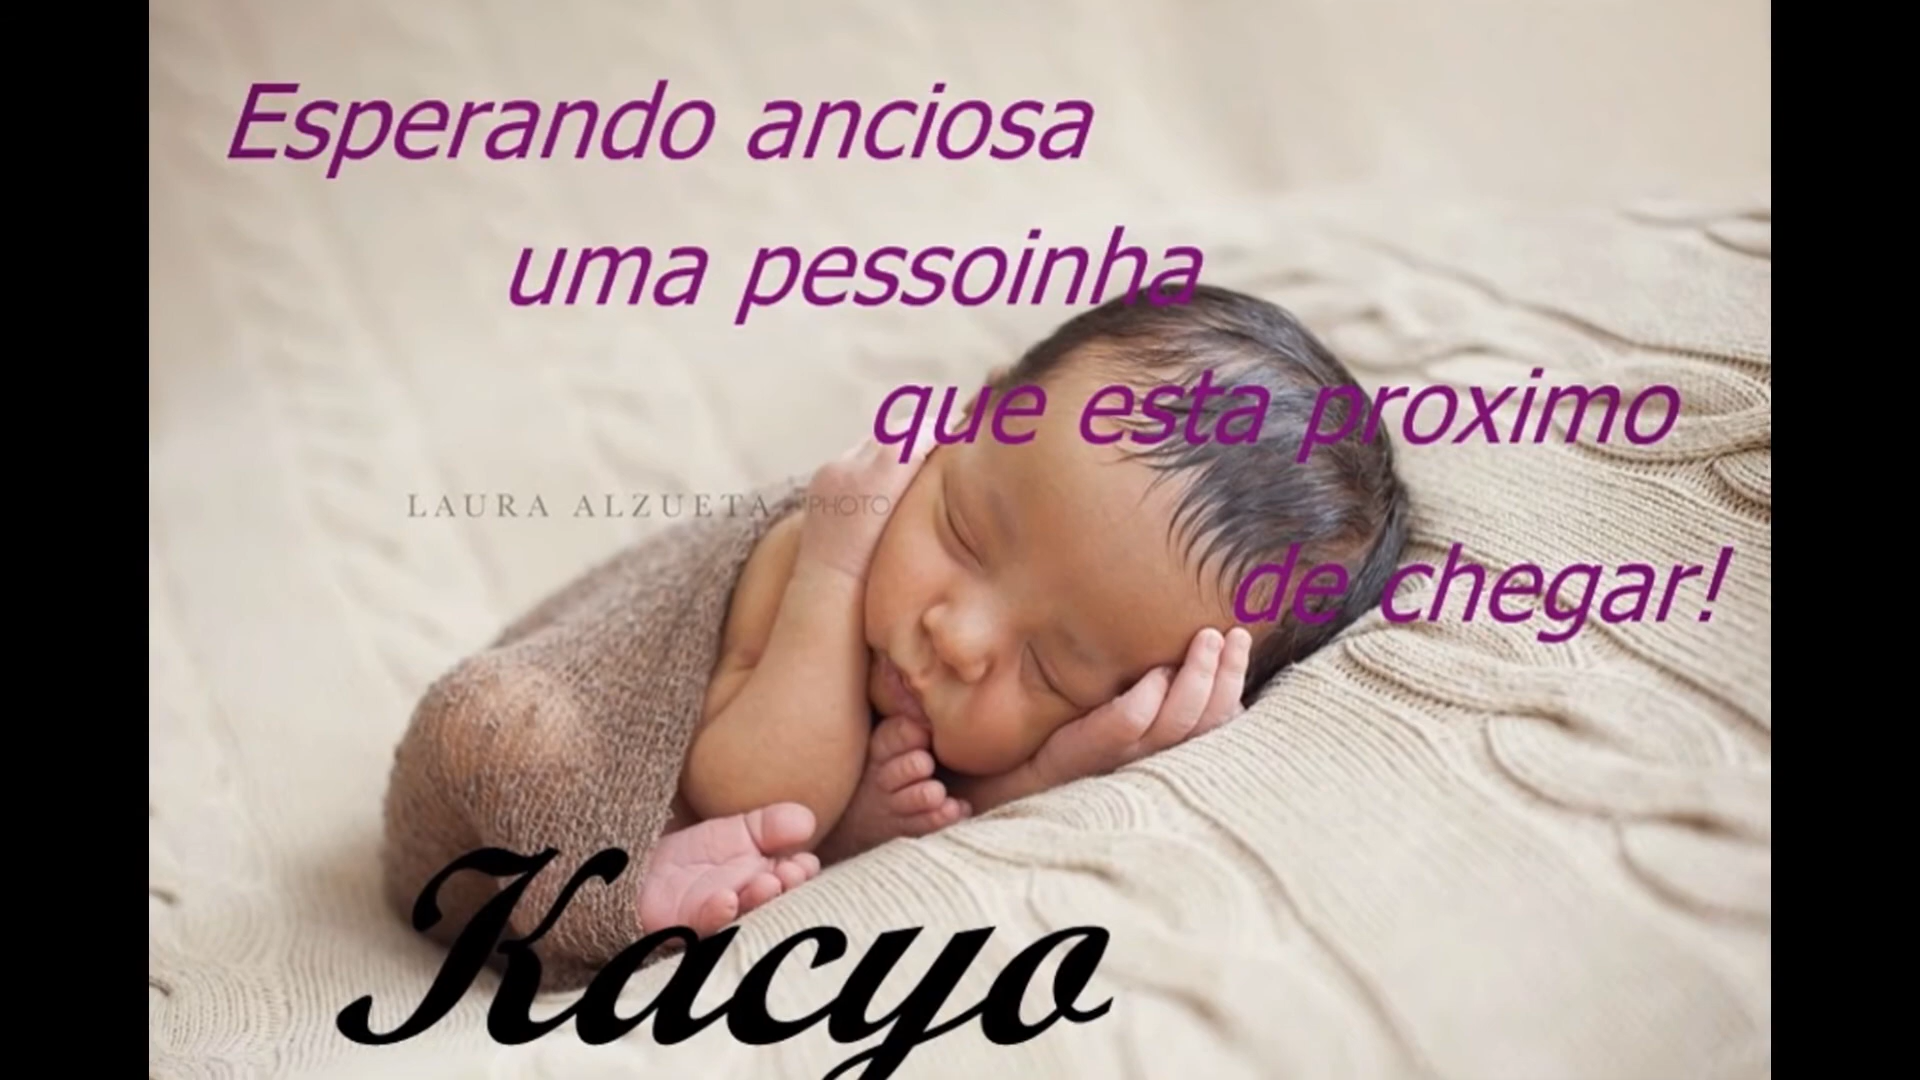 Esperando anciosa
uma pessoinha
que esta proximo
LAURA ALZUETA PHOTO
de chegar!
Kacyo